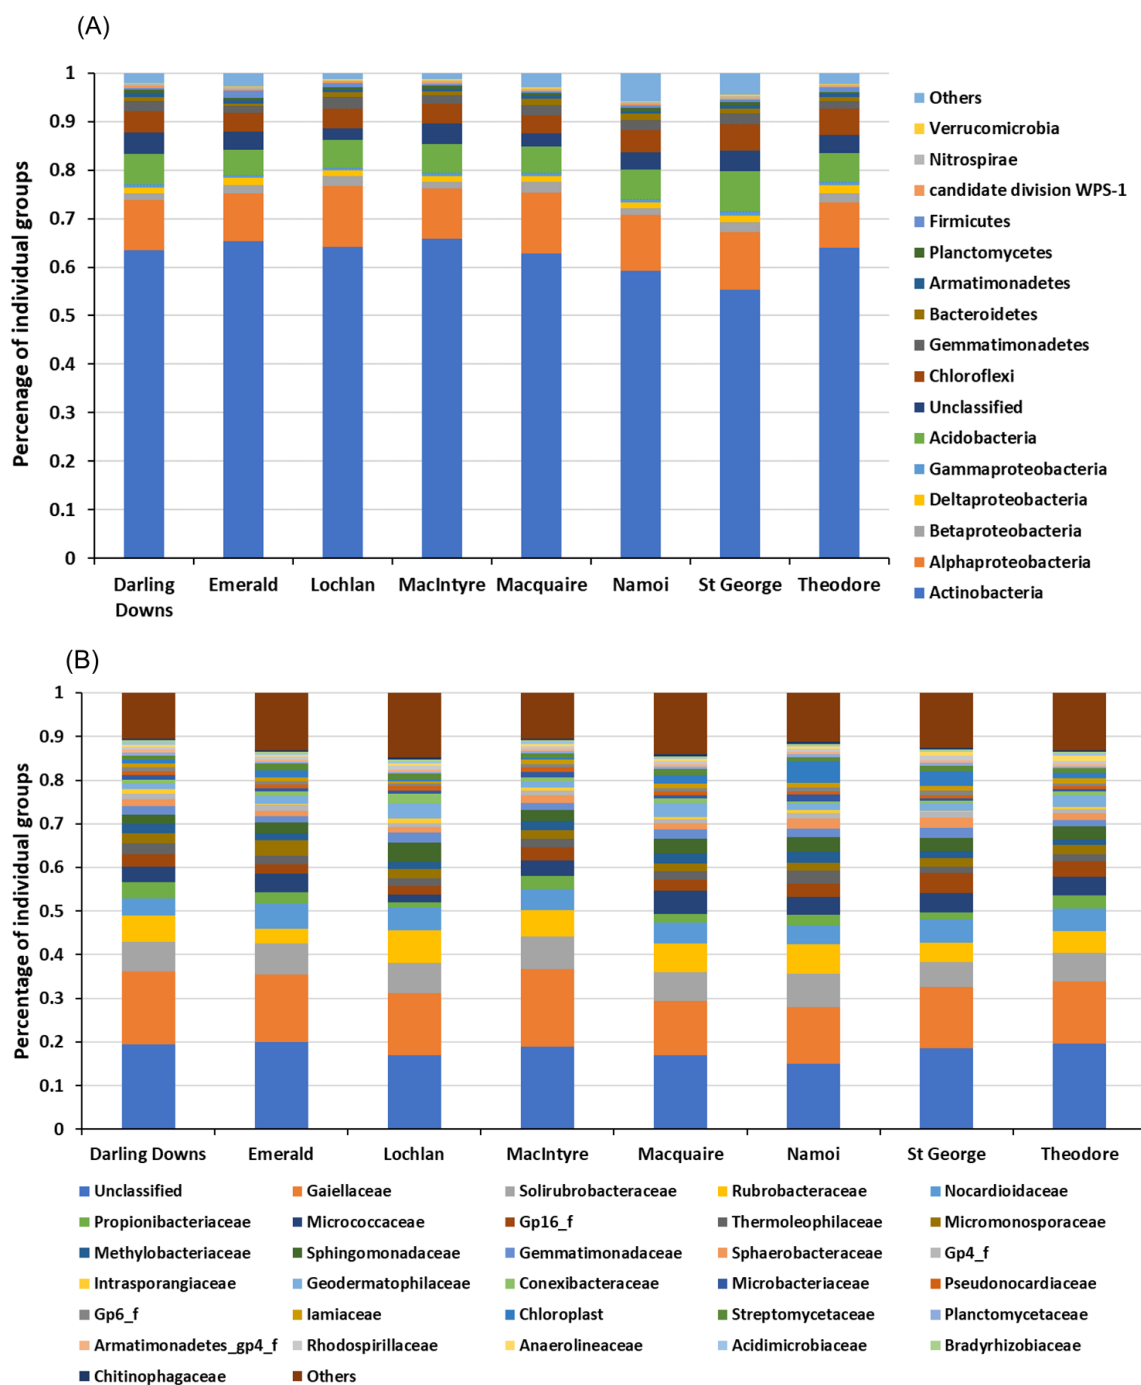 (A)
Percenage of individual groups
1
0.9
0.8
0.7
0.6
0.5
0.4
0.3
0.2
0.1
0
Darling Downs
Emerald
Lochlan
MacIntyre
Macquaire
Namoi
St George
Theodore
Others
Verrucomicrobia
Nitrospirae
candidate division WPS-1
Firmicutes
Planctomycetes
Armatimonadetes
Bacteroidetes
Gemmatimonadetes
Chloroflexi
Unclassified
Acidobacteria
Gammaproteobacteria
Deltaproteobacteria
Betaproteobacteria
Alphaproteobacteria
Actinobacteria
(B)
Percentage of individual groups
1
0.9
0.8
0.7
0.6
0.5
0.4
0.3
0.2
0.1
0
Darling Downs
Emerald
Lochlan
MacIntyre
Macquaire
Namoi
St George
Theodore
Unclassified
Gaiellaceae
Solirubrobacteraceae
Rubrobacteraceae
Nocardioidaceae
Propionibacteriaceae
Micrococcaceae
Gp16_f
Thermoleophilaceae
Micromonosporaceae
Methylobacteriaceae
Sphingomonadaceae
Gemmatimonadaceae
Sphaerobacteraceae
Gp4_f
Intrasporangiaceae
Geodermatophilaceae
Conexibacteraceae
Microbacteriaceae
Pseudonocardiaceae
Gp6_f
Iamiaceae
Chloroplast
Streptomycetaceae
Planctomycetaceae
Armatimonadetes_gp4_f
Rhodospirillaceae
Anaerolineaceae
Acidimicrobiaceae
Bradyrhizobiaceae
Chitinophagaceae
Others